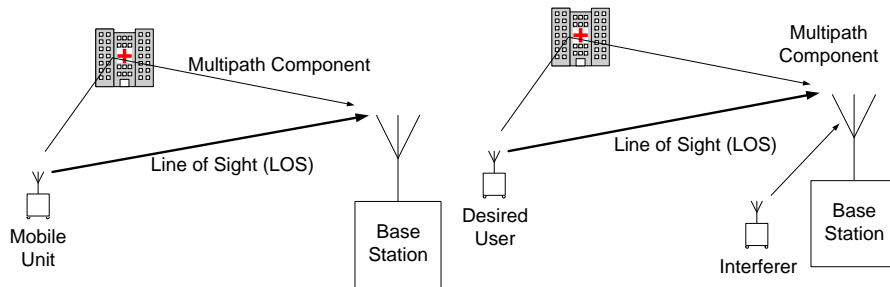 Multipath Component
Line of Sight (LOS)
Mobile
Unit
Base
Station
Multipath
Component
Line of Sight (LOS)
Desired
User
Interferer
Base
Station